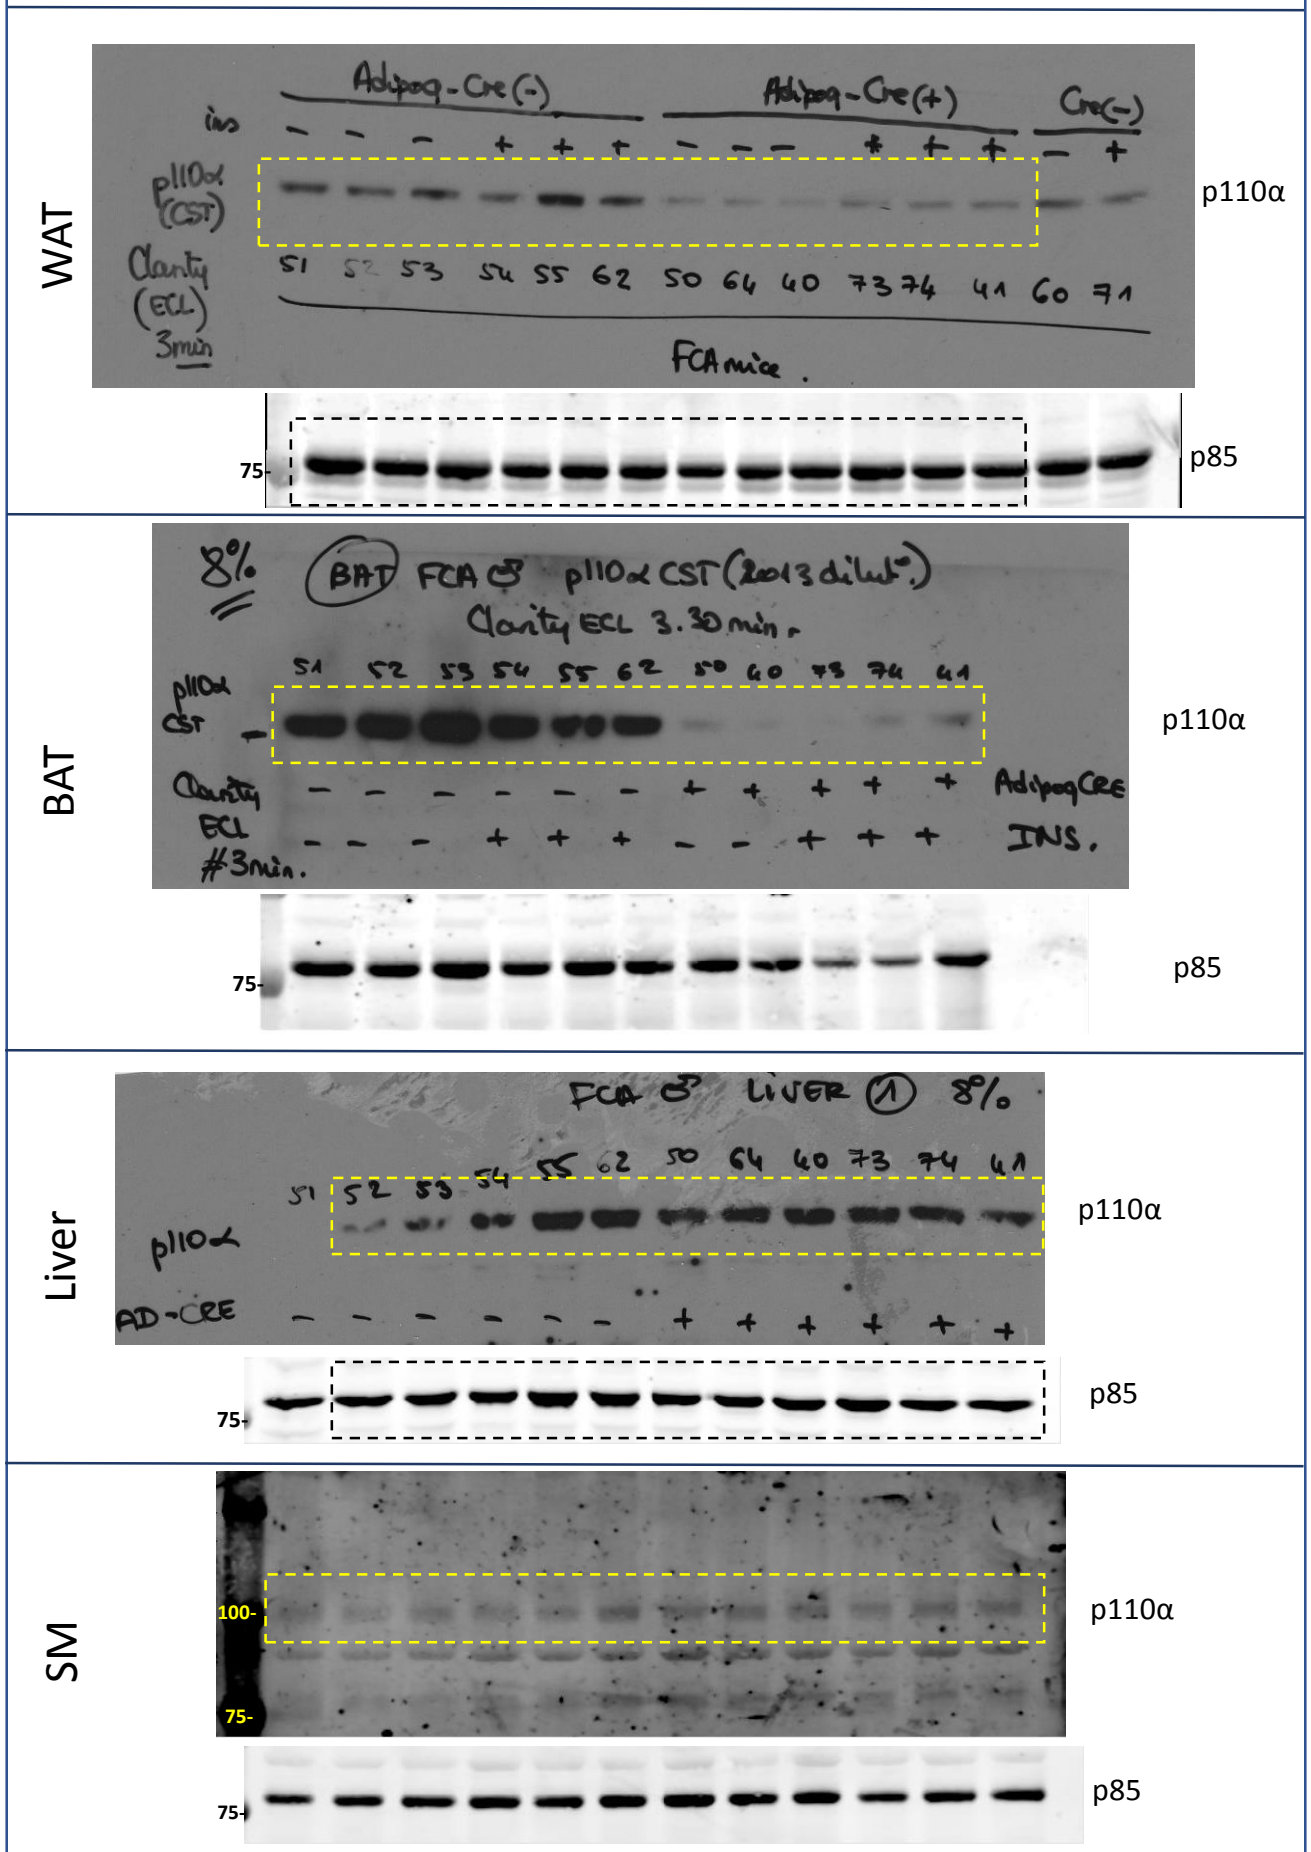 WAT
Adipoq-Cre(-) Adipoq-Cre(+) Cre(-)
ins - - - + + + - - - * + + - +
p110α
(CST)
p110α
51 52 53 54 55 62 50 64 40 73 74 41 60 71
Clarity
(ECL)
3min
FCA mice.
75-
p85
BAT
8% BAT FCA ♂ p110α CST (2013 dilutº.)
Clarity ECL 3.30 min.
51 52 53 54 55 62 50 40 73 74 41
p110α
CST -
p110α
Clarity - - - - - - + + + + + AdipoqCRE
ECL - - - + + + - - + + + INS.
#3min.
75-
p85
Liver
FCA ♂ LIVER 1 8%
51 52 53 54 55 62 50 64 40 73 74 41
p110α
p110α
AD-CRE - - - - - - + + + + + +
75-
p85
SM
100-
p110α
75-
75-
p85